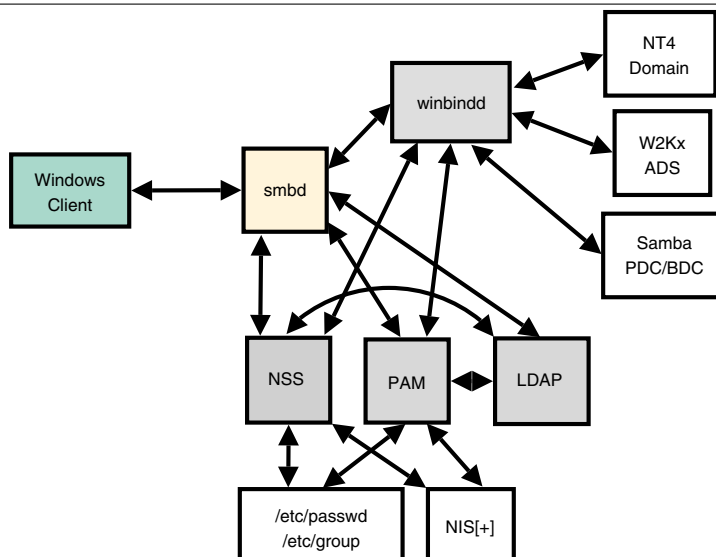 NT4
Domain
winbindd
W2Kx
ADS
Windows
Client
smbd
Samba
PDC/BDC
NSS
PAM
LDAP
/etc/passwd
/etc/group
NIS[+]